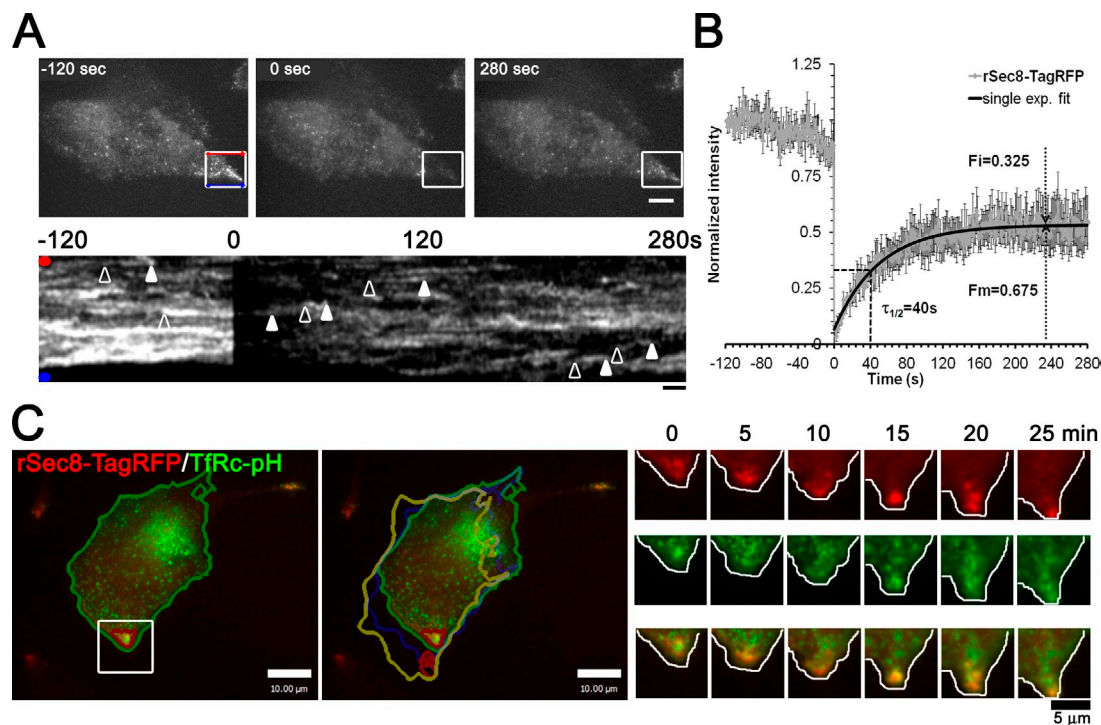 A
-120 sec
0 sec
280 sec
-120
0
120
280s
B
1.25
1
0.75
0.5
0.25
0
Normalized intensity
rSec8-TagRFP
single exp. fit
Fi=0.325
Fm=0.675
τ1/2=40s
-120 -80 -40 0 40 80 120 160 200 240 280
Time (s)
C
rSec8-TagRFP/TfRc-pH
10.00 µm
10.00 µm
0 5 10 15 20 25 min
5 µm